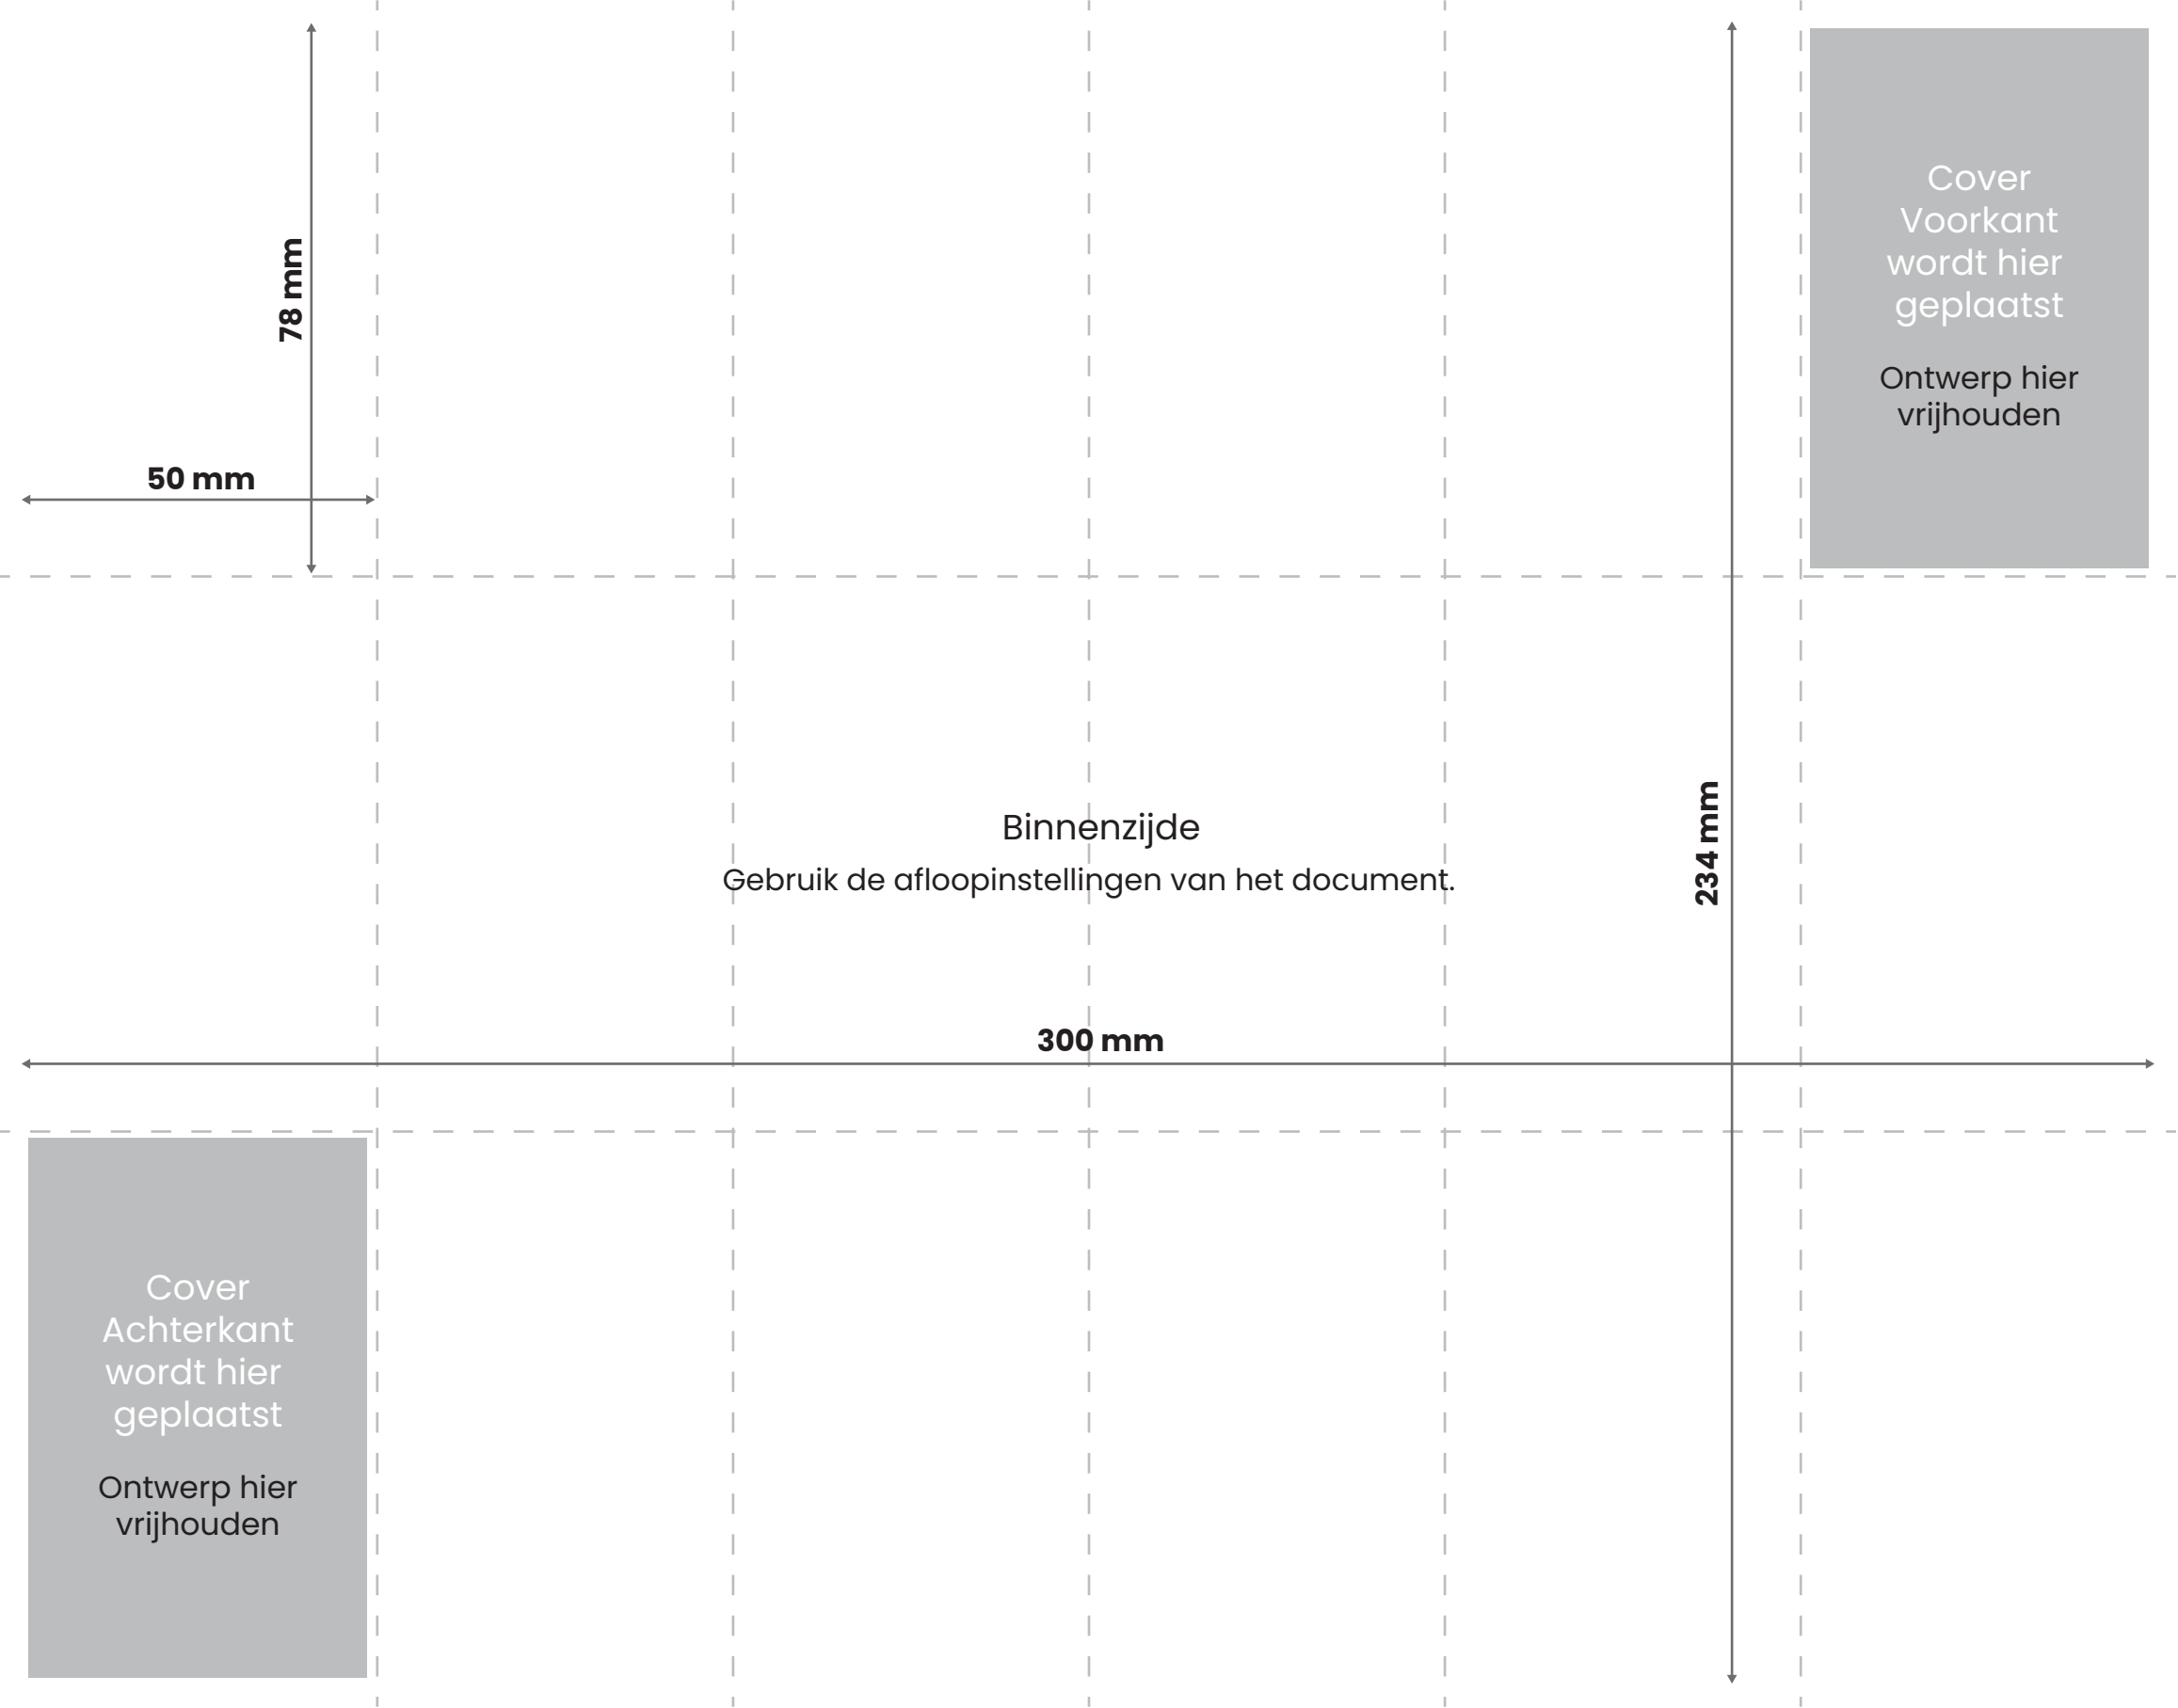 78 mm
50 mm
Cover
Voorkant
wordt hier
geplaatst
Ontwerp hier
vrijhouden
Binnenzijde
Gebruik de afloopinstellingen van het document.
234 mm
300 mm
Cover
Achterkant
wordt hier
geplaatst
Ontwerp hier
vrijhouden